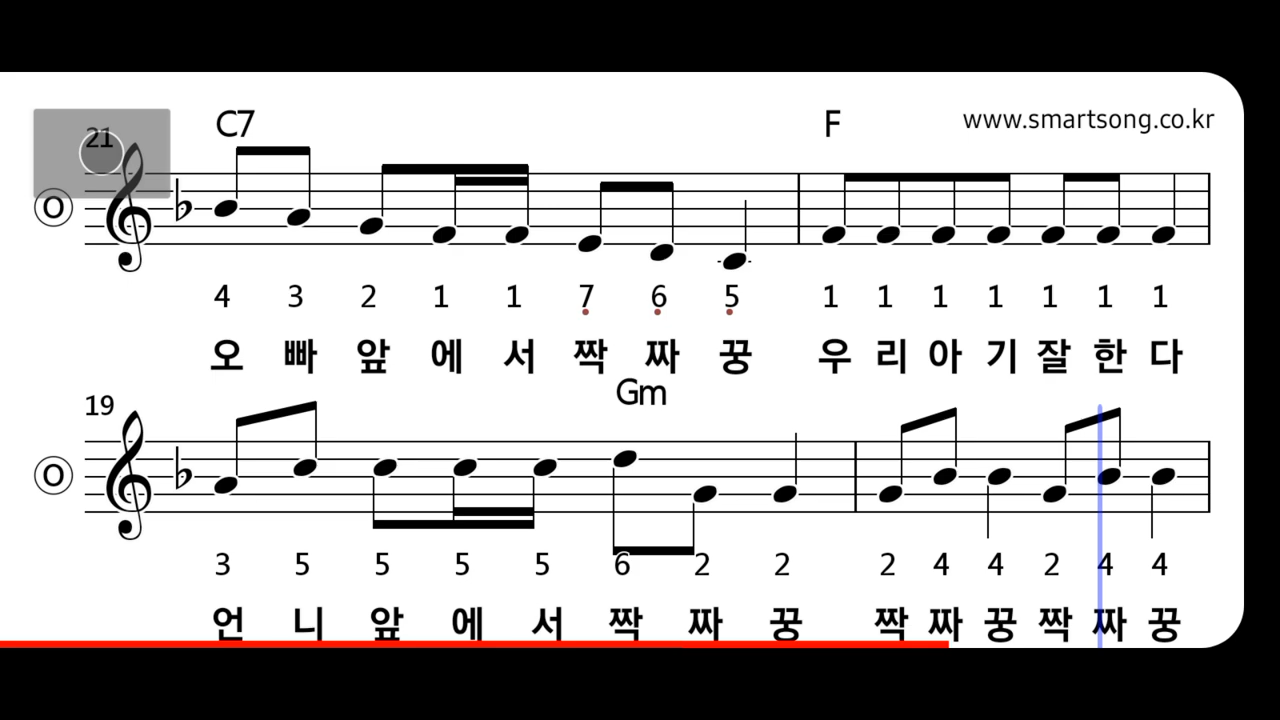 21 C7 F www.smartsong.co.kr
O
4 3 2 1 1 7 6 5 1 1 1 1 1 1 1
오 빠 앞 에 서 짝 짜 꿍 우 리 아 기 잘 한 다
19 Gm
O
3 5 5 5 5 6 2 2 2 4 4 2 4 4
언 니 앞 에 서 짝 짜 꿍 짝 짜 꿍 짝 짜 꿍